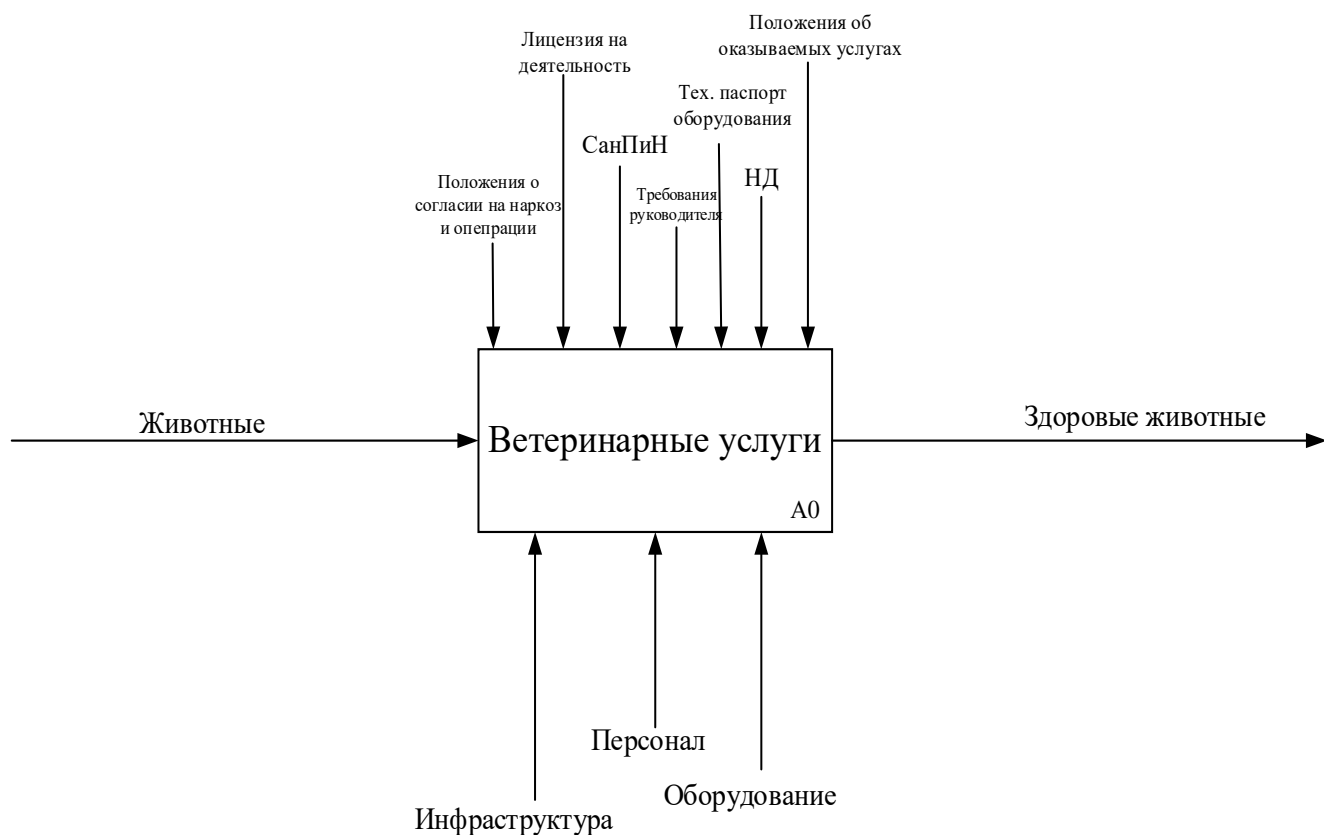 Положения об
оказываемых услугах
Лицензия на
деятельность
Тех. паспорт
оборудования
СанПиН
НД
Положения о
согласии на наркоз
и опепрации
Требования
руководителя
Животные
Ветеринарные услуги
А0
Здоровые животные
Персонал
Оборудование
Инфраструктура